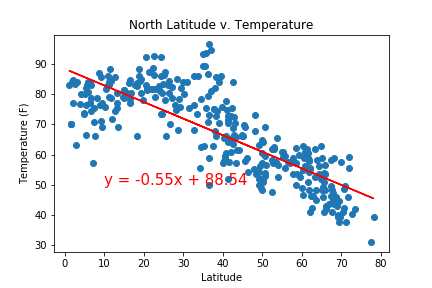 North Latitude v. Temperature
Temperature (F)
90
80
70
60
50
40
30
y = -0.55x + 88.54
0 10 20 30 40 50 60 70 80
Latitude